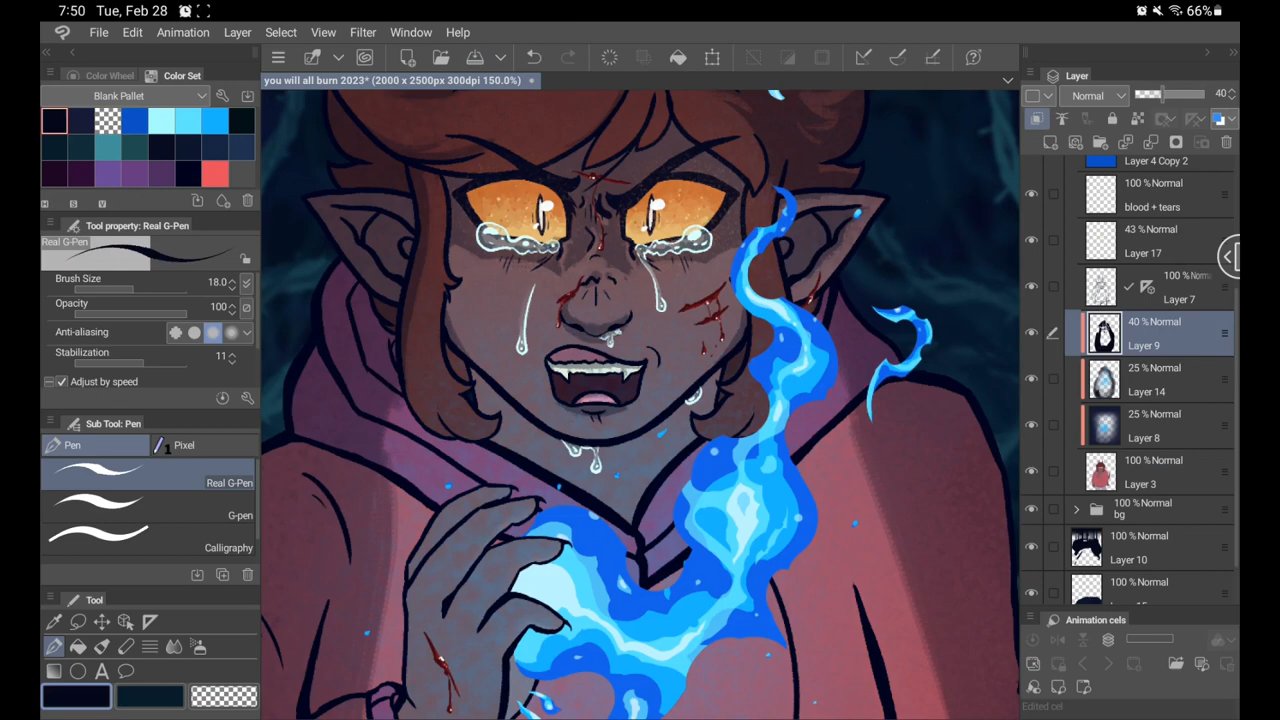 7:50 Tue, Feb 28 66%
File Edit Animation Layer Select View Filter Window Help
Color Wheel Color Set
Blank Pallet
H S V
Tool property: Real G-Pen
Real G-Pen
Brush Size 18.0
Opacity 100
Anti-aliasing
Stabilization 11
Adjust by speed
Sub Tool: Pen
Pen Pixel
Real G-Pen
G-pen
Calligraphy
Tool
you will all burn 2023* (2000 x 2500px 300dpi 150.0%)
Layer
Normal 40
Layer 4 Copy 2
100 %Normal
blood + tears
43 %Normal
Layer 17
100 %Norm
Layer 7
40 %Normal
Layer 9
25 %Normal
Layer 14
25 %Normal
Layer 8
100 %Normal
Layer 3
100 %Normal
bg
100 %Normal
Layer 10
100 %Normal
Animation cels
Edited cel